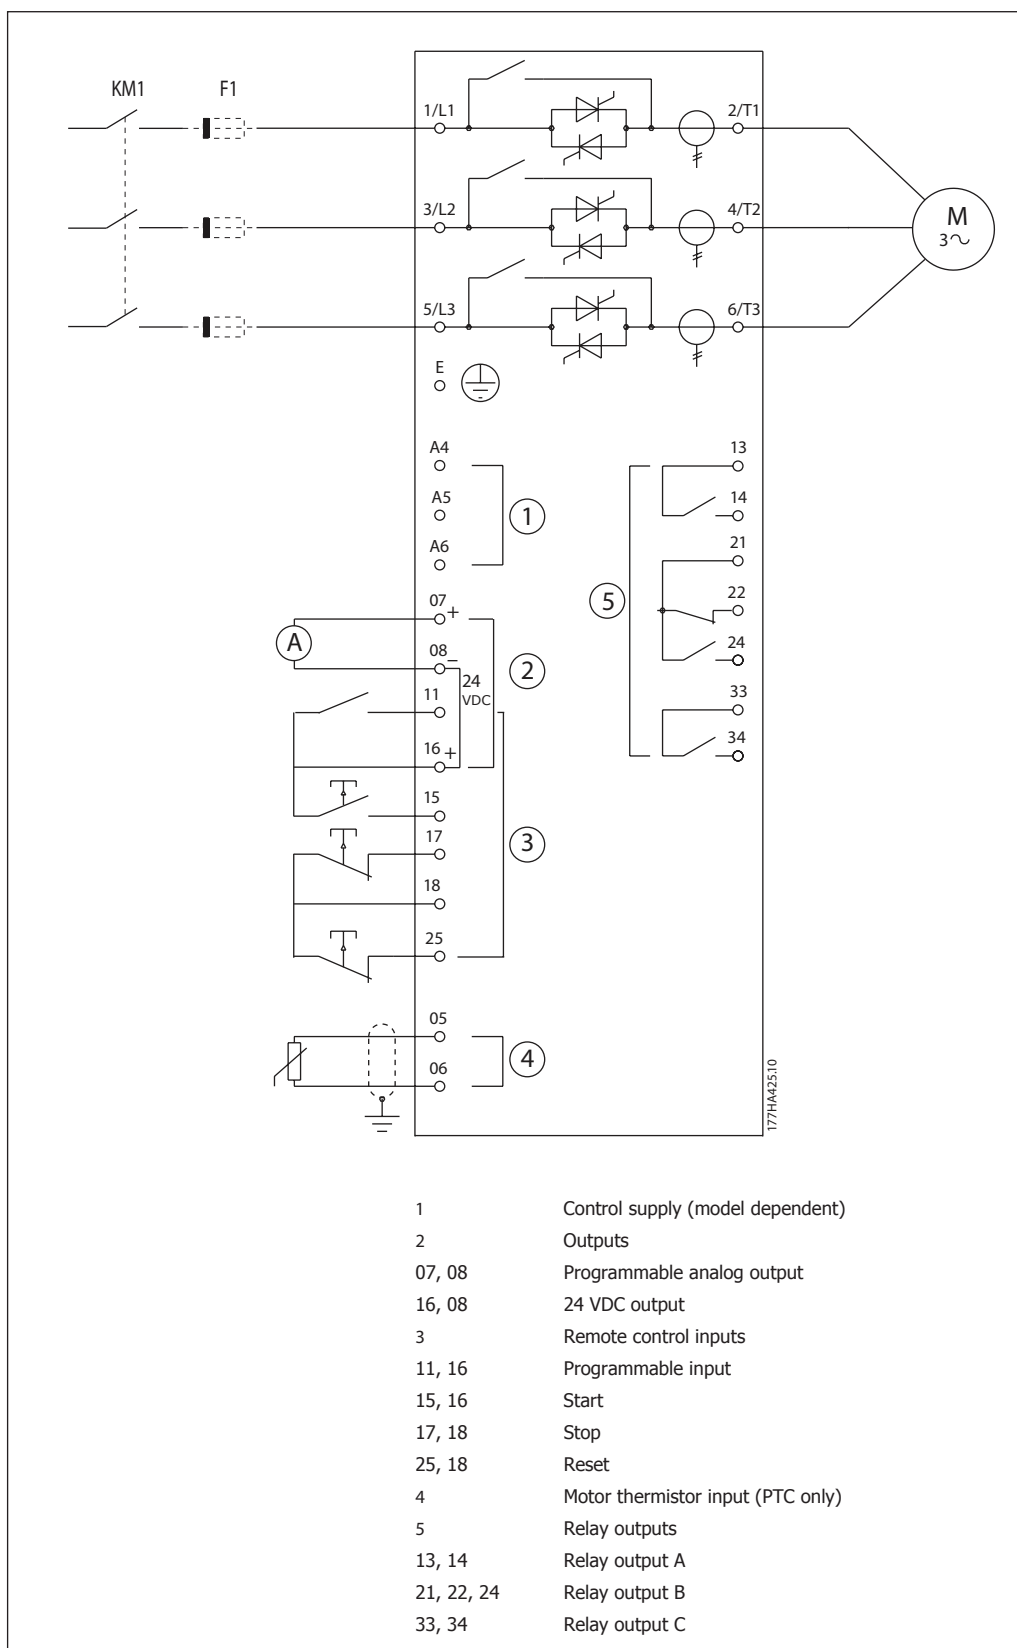 KM1 F1
1/L1 2/T1
3/L2 4/T2
M
3
5/L3 6/T3
E
A4 13
A5 14
1
A6 21
07 + 22
5
A
08 – 24
2
24
VDC
11 33
16 + 34
15
17
3
18
25
05
4
06
177HA425.10
1 Control supply (model dependent)
2 Outputs
07, 08 Programmable analog output
16, 08 24 VDC output
3 Remote control inputs
11, 16 Programmable input
15, 16 Start
17, 18 Stop
25, 18 Reset
4 Motor thermistor input (PTC only)
5 Relay outputs
13, 14 Relay output A
21, 22, 24 Relay output B
33, 34 Relay output C